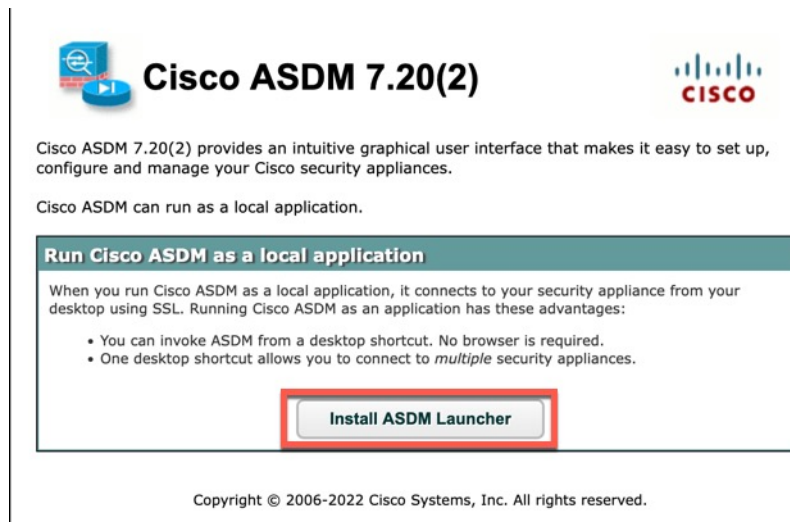 Cisco ASDM 7.20(2)
CISCO
Cisco ASDM 7.20(2) provides an intuitive graphical user interface that makes it easy to set up,
configure and manage your Cisco security appliances.
Cisco ASDM can run as a local application.
Run Cisco ASDM as a local application
When you run Cisco ASDM as a local application, it connects to your security appliance from your
desktop using SSL. Running Cisco ASDM as an application has these advantages:
• You can invoke ASDM from a desktop shortcut. No browser is required.
• One desktop shortcut allows you to connect to multiple security appliances.
Install ASDM Launcher
Copyright © 2006-2022 Cisco Systems, Inc. All rights reserved.